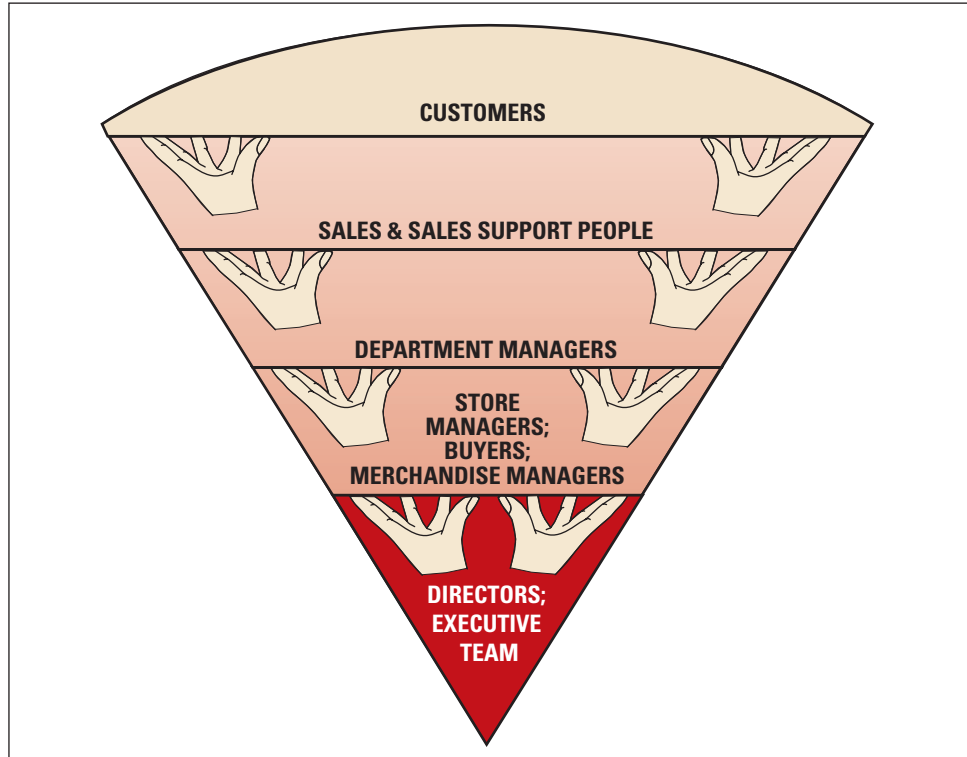 CUSTOMERS
SALES & SALES SUPPORT PEOPLE
DEPARTMENT MANAGERS
STORE
MANAGERS;
BUYERS;
MERCHANDISE MANAGERS
DIRECTORS;
EXECUTIVE
TEAM